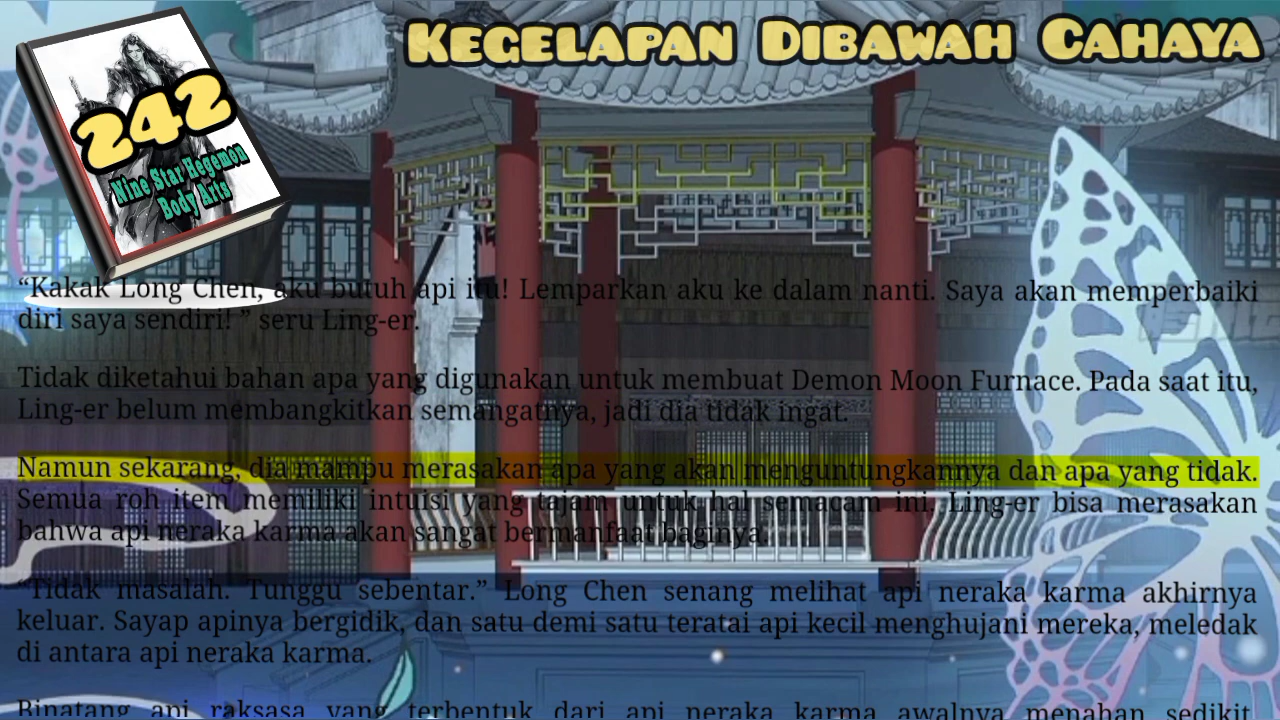 KEGELAPAN DIBAWAH CAHAYA
242
Nine Star Hegemon
Body Arts
“Kakak Long Chen, aku butuh api itu! Lemparkan aku ke dalam nanti. Saya akan memperbaiki
diri saya sendiri! ” seru Ling-er.
Tidak diketahui bahan apa yang digunakan untuk membuat Demon Moon Furnace. Pada saat itu,
Ling-er belum membangkitkan semangatnya, jadi dia tidak ingat.
Namun sekarang, dia mampu merasakan apa yang akan menguntungkannya dan apa yang tidak.
Semua roh item memiliki intuisi yang tajam untuk hal semacam ini. Ling-er bisa merasakan
bahwa api neraka karma akan sangat bermanfaat baginya.
“Tidak masalah. Tunggu sebentar.” Long Chen senang melihat api neraka karma akhirnya
keluar. Sayap apinya bergidik, dan satu demi satu teratai api kecil menghujani mereka, meledak
di antara api neraka karma.
Binatang api raksasa yang terbentuk dari api neraka karma awalnya menahan sedikit